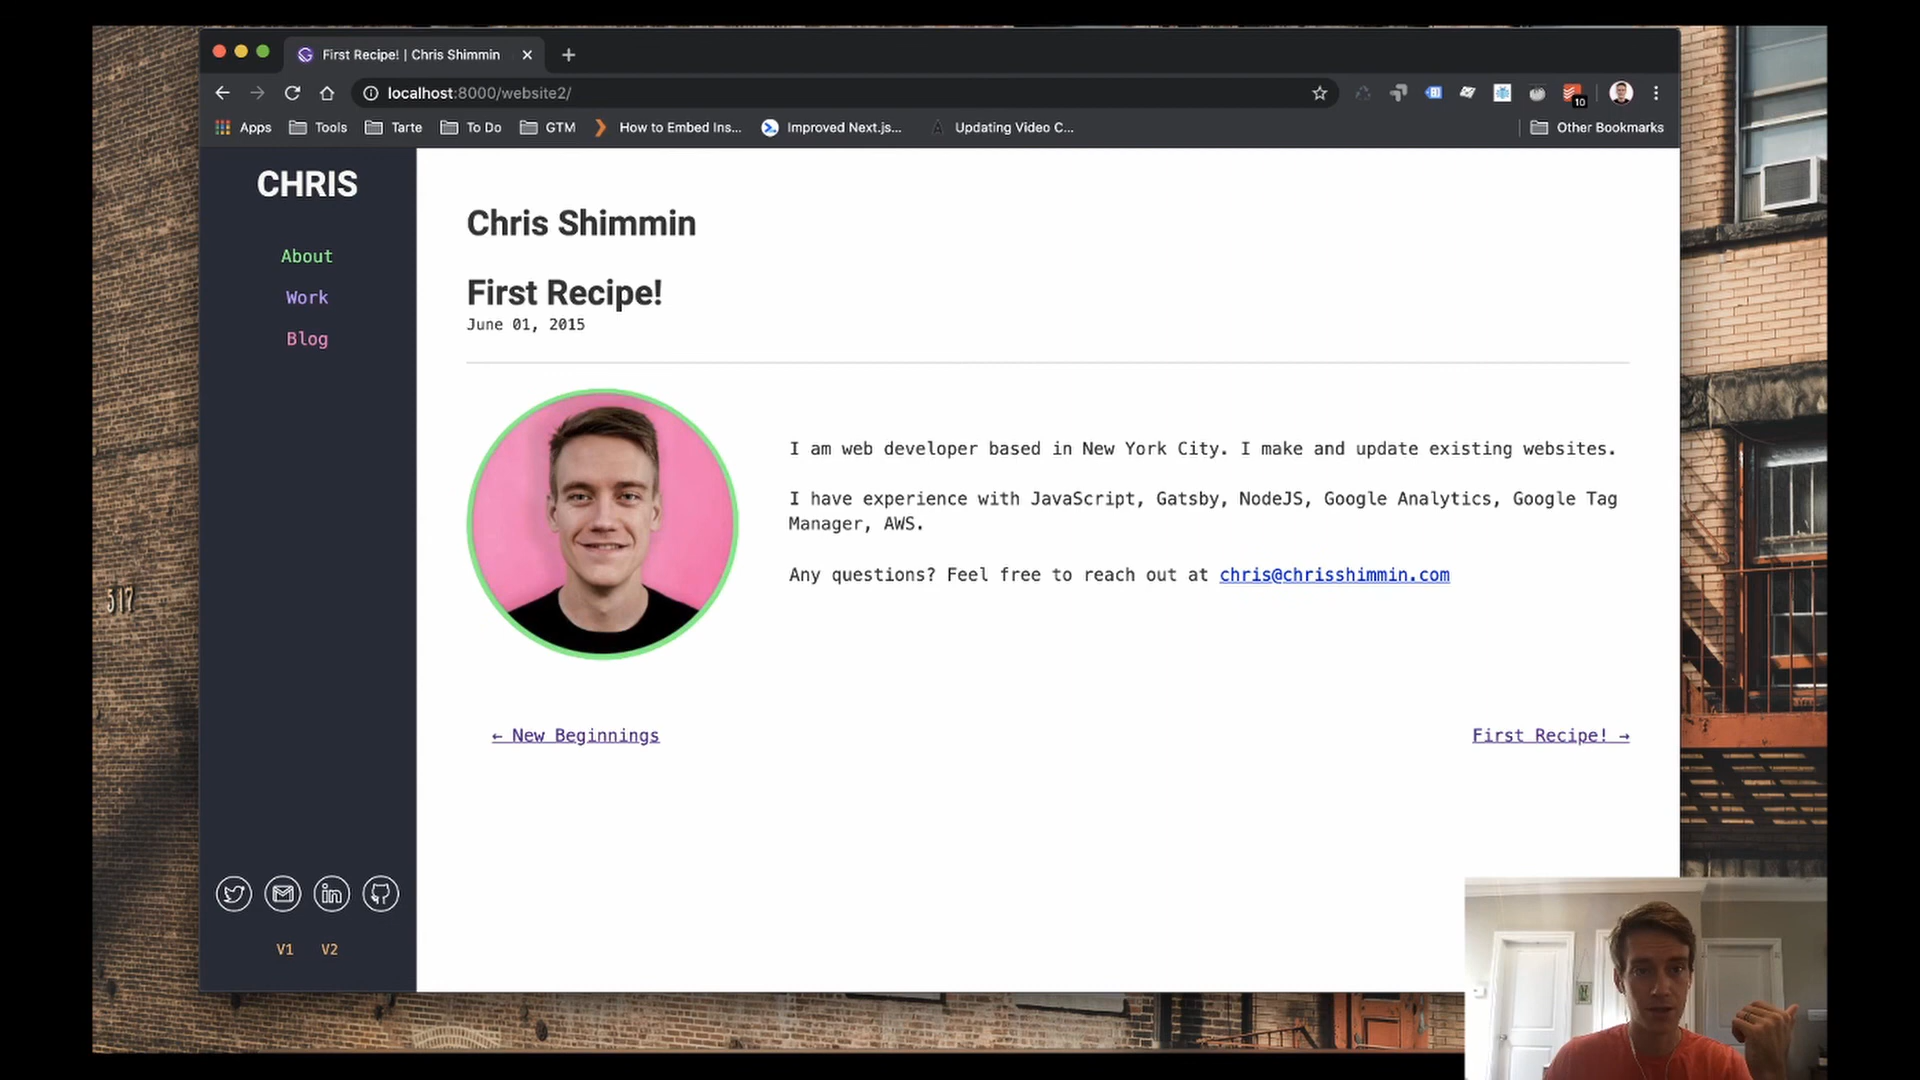 First Recipe! | Chris Shimmin
localhost:8000/website2/
10
Apps Tools Tarte To Do GTM How to Embed Ins... Improved Next.js... Updating Video C... Other Bookmarks
CHRIS
About
Work
Blog
V1 V2
Chris Shimmin
First Recipe!
June 01, 2015
I am web developer based in New York City. I make and update existing websites.
I have experience with JavaScript, Gatsby, NodeJS, Google Analytics, Google Tag
Manager, AWS.
Any questions? Feel free to reach out at chris@chrisshimmin.com
← New Beginnings
First Recipe! →
517